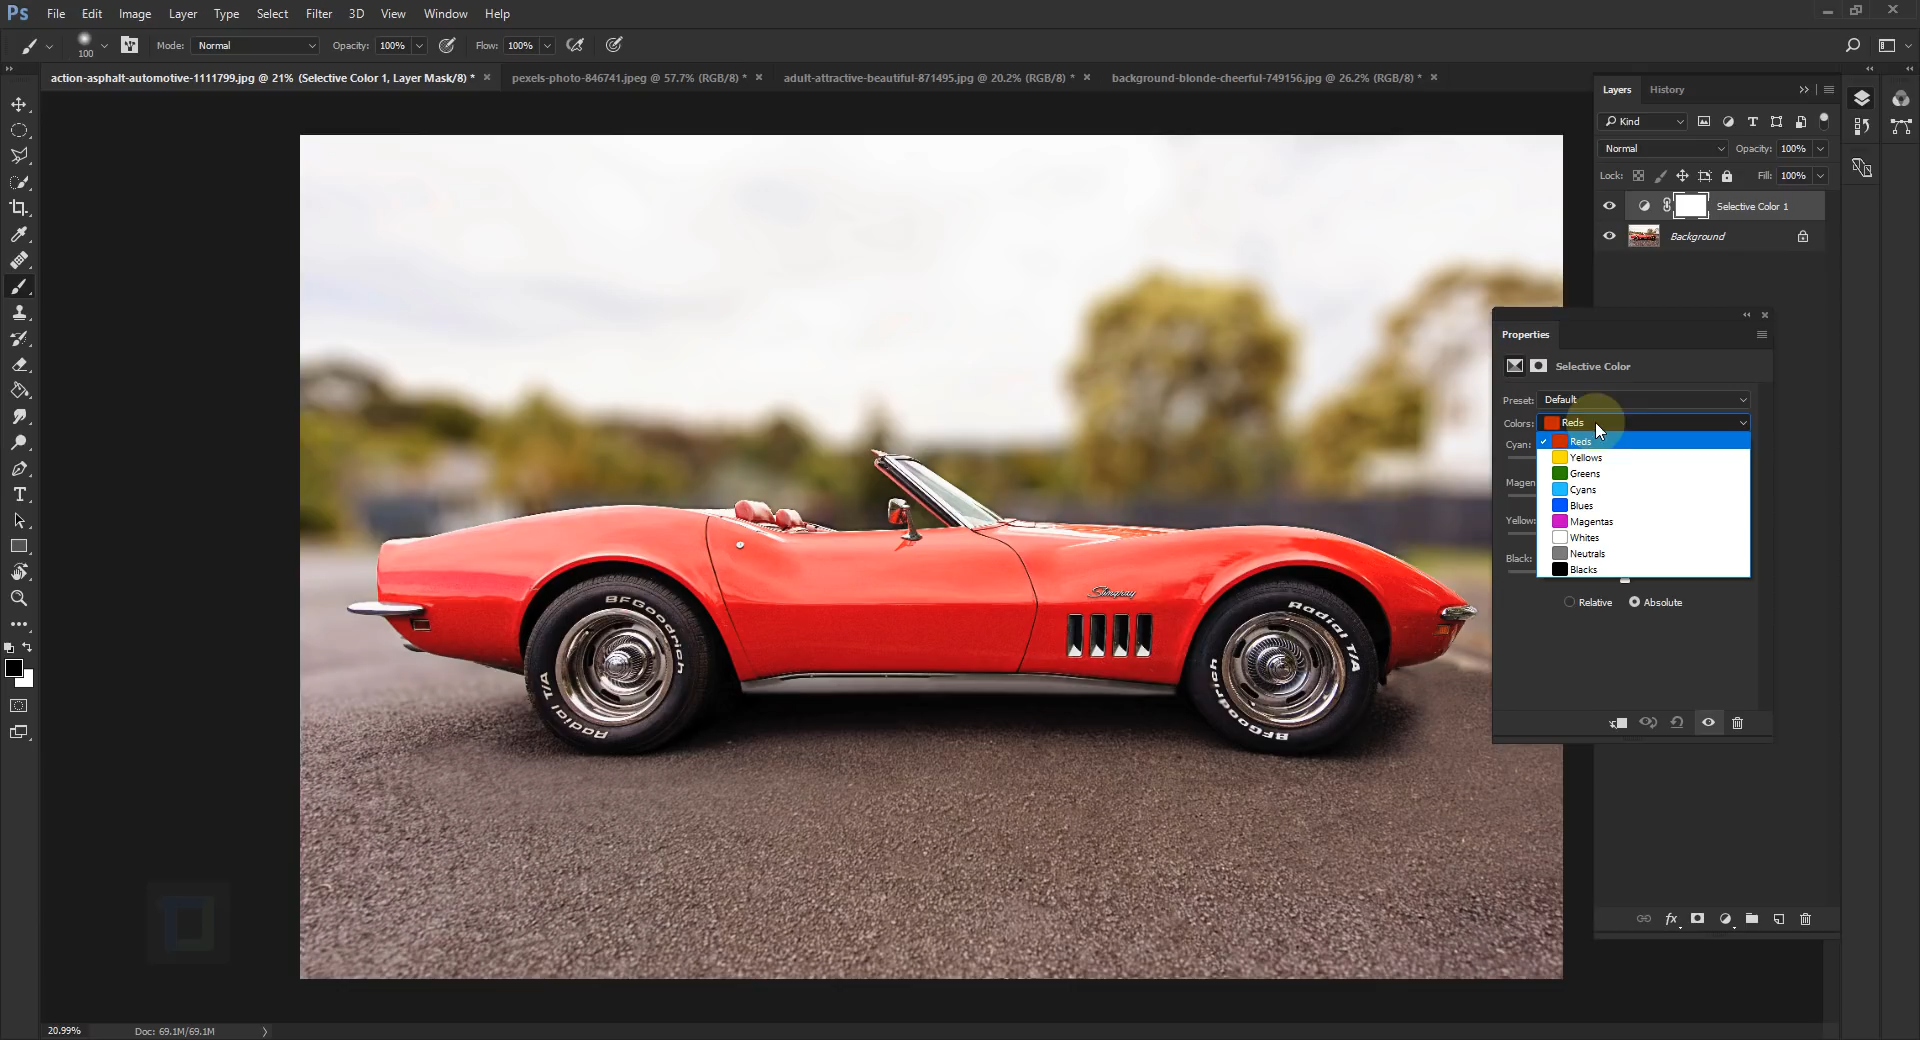 Ps File Edit Image Layer Type Select Filter 3D View Window Help
100 Mode: Normal Opacity: 100% Flow: 100%
action-asphalt-automotive-1111799.jpg @ 21% (Selective Color 1, Layer Mask/8) * pexels-photo-846741.jpeg @ 57.7% (RGB/8) * adult-attractive-beautiful-871495.jpg @ 20.2% (RGB/8) * background-blonde-cheerful-749156.jpg @ 26.2% (RGB/8) *
Layers History
Kind
Normal Opacity: 100%
Lock: Fill: 100%
Selective Color 1
Background
Properties
Selective Color
Preset: Default
Colors: Reds
Cyan:
Magen
Yellow:
Black:
Reds
Yellows
Greens
Cyans
Blues
Magentas
Whites
Neutrals
Blacks
Relative Absolute
Stingray
BFGoodrich
Radial T/A
Radial T/A
BFGoodrich
20.99% Doc: 69.1M/69.1M